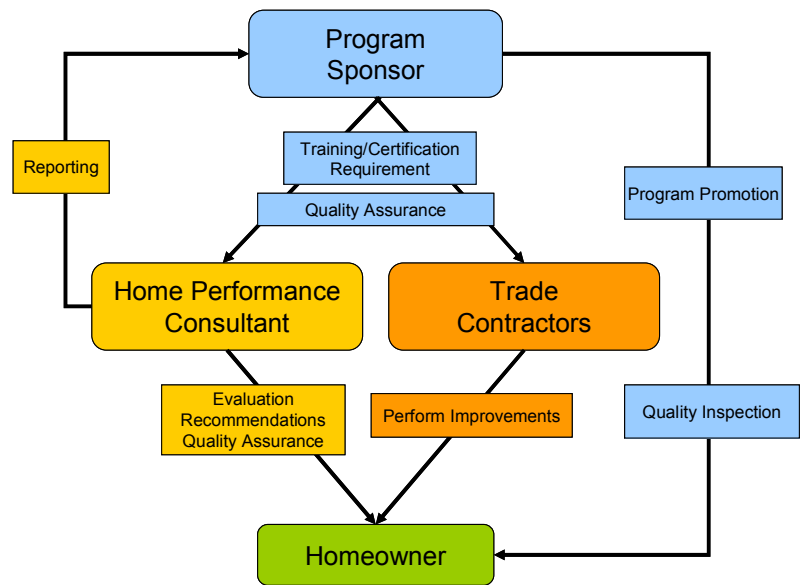 Program
Sponsor
Training/Certification
Requirement
Reporting
Program Promotion
Quality Assurance
Home Performance
Consultant
Trade
Contractors
Evaluation
Recommendations
Quality Assurance
Perform Improvements
Quality Inspection
Homeowner